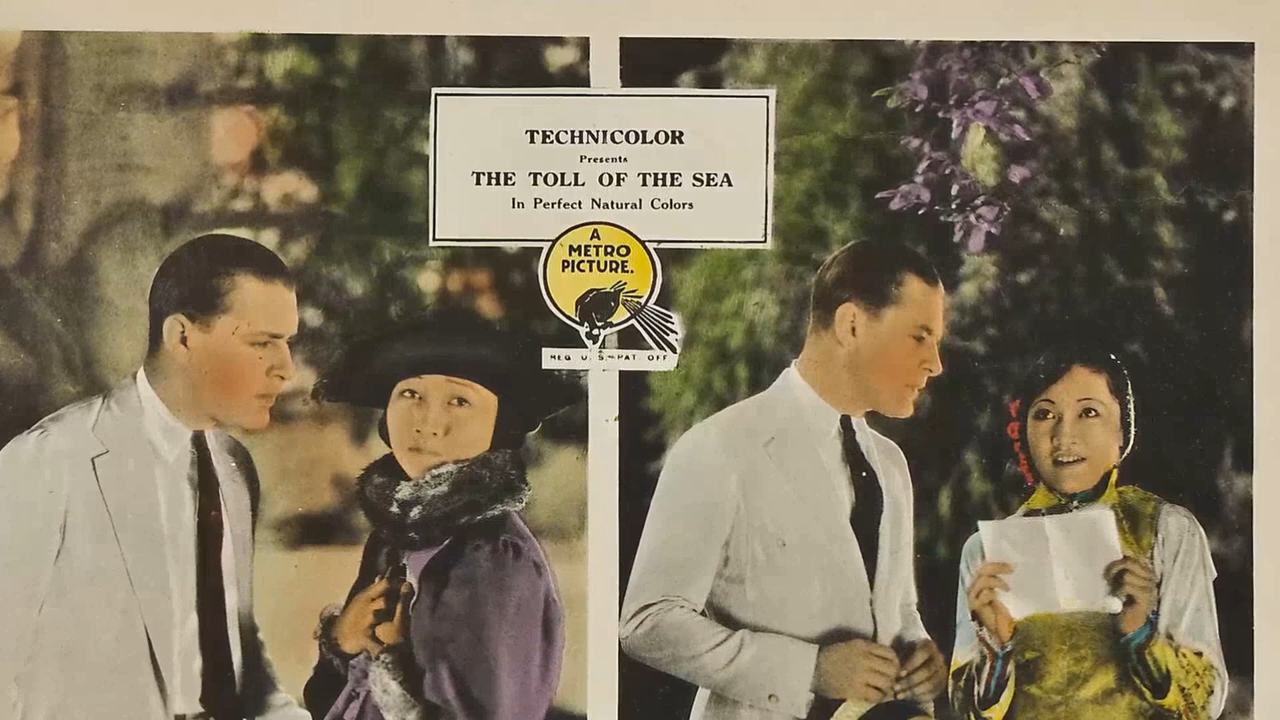 TECHNICOLOR
Presents
THE TOLL OF THE SEA
In Perfect Natural Colors
A
METRO
PICTURE.
REG. U. S. PAT. OFF